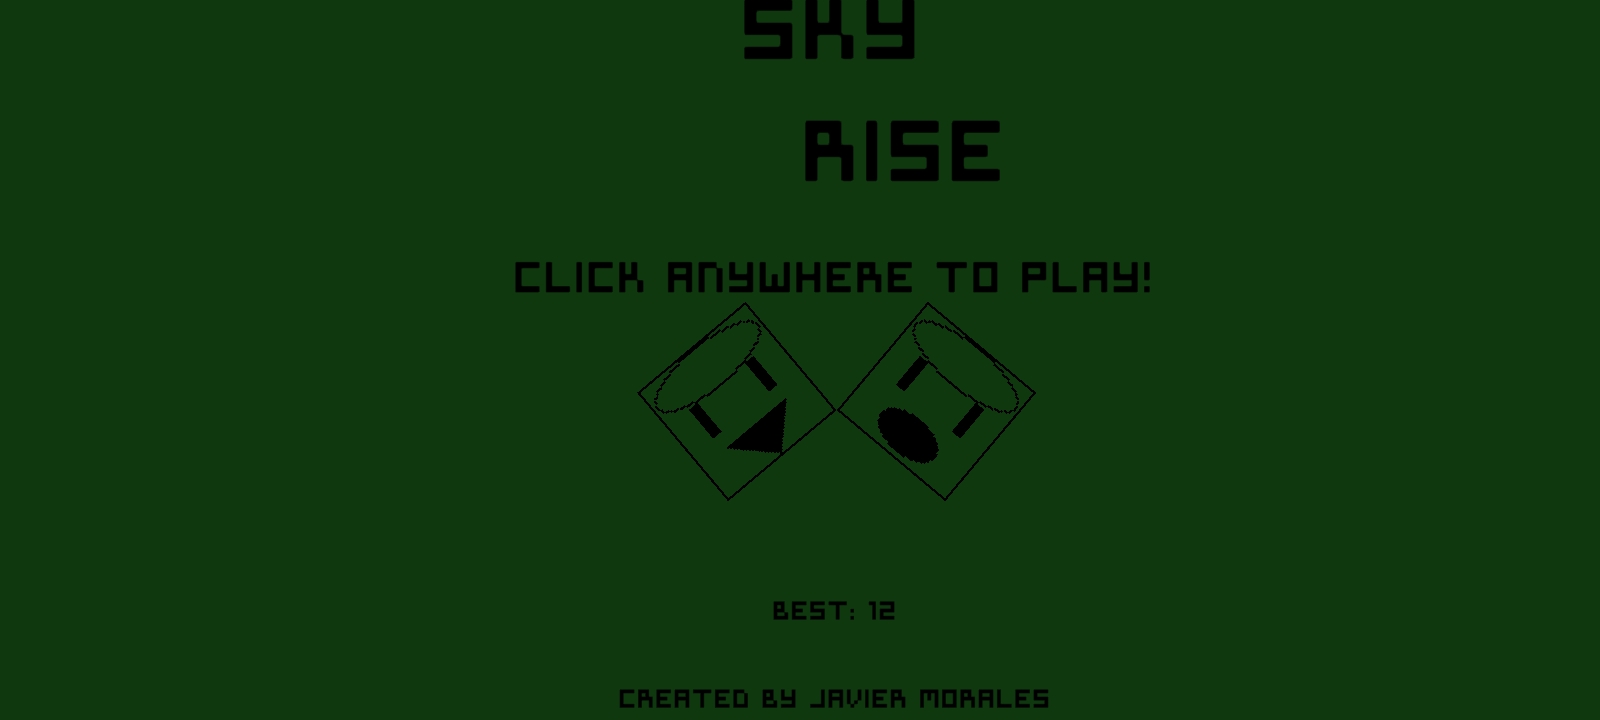 SKY
RISE
CLICK ANYWHERE TO PLAY!
BEST: 12
CREATED BY JAVIER MORALES